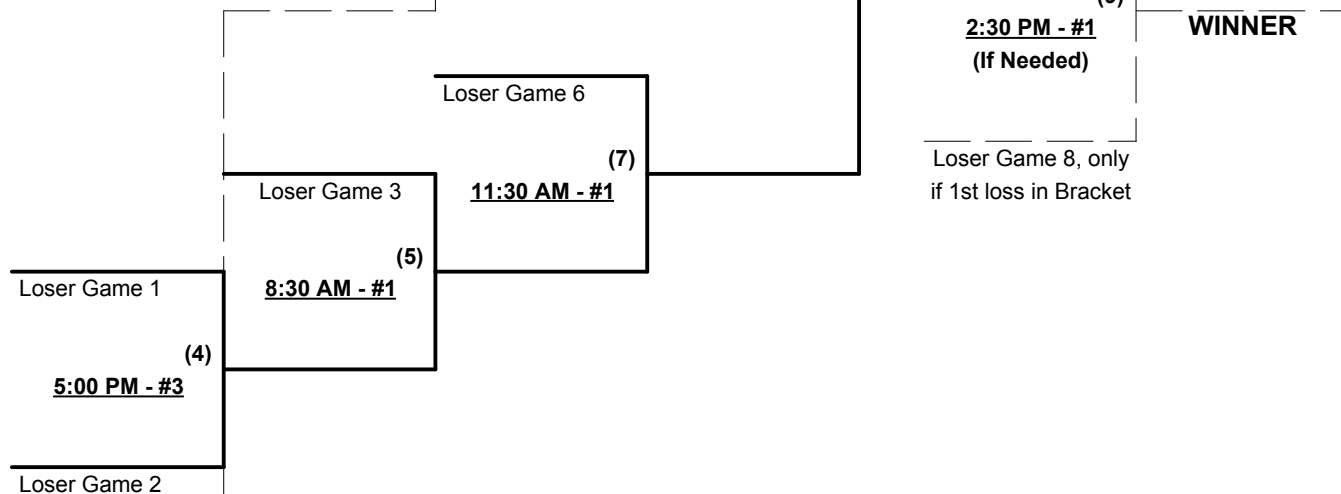 2:30 PM - #1
WINNER
(If Needed)
Loser Game 6
(7)
11:30 AM - #1
Loser Game 8, only
if 1st loss in Bracket
Loser Game 3
(5)
8:30 AM - #1
Loser Game 1
(4)
5:00 PM - #3
Loser Game 2